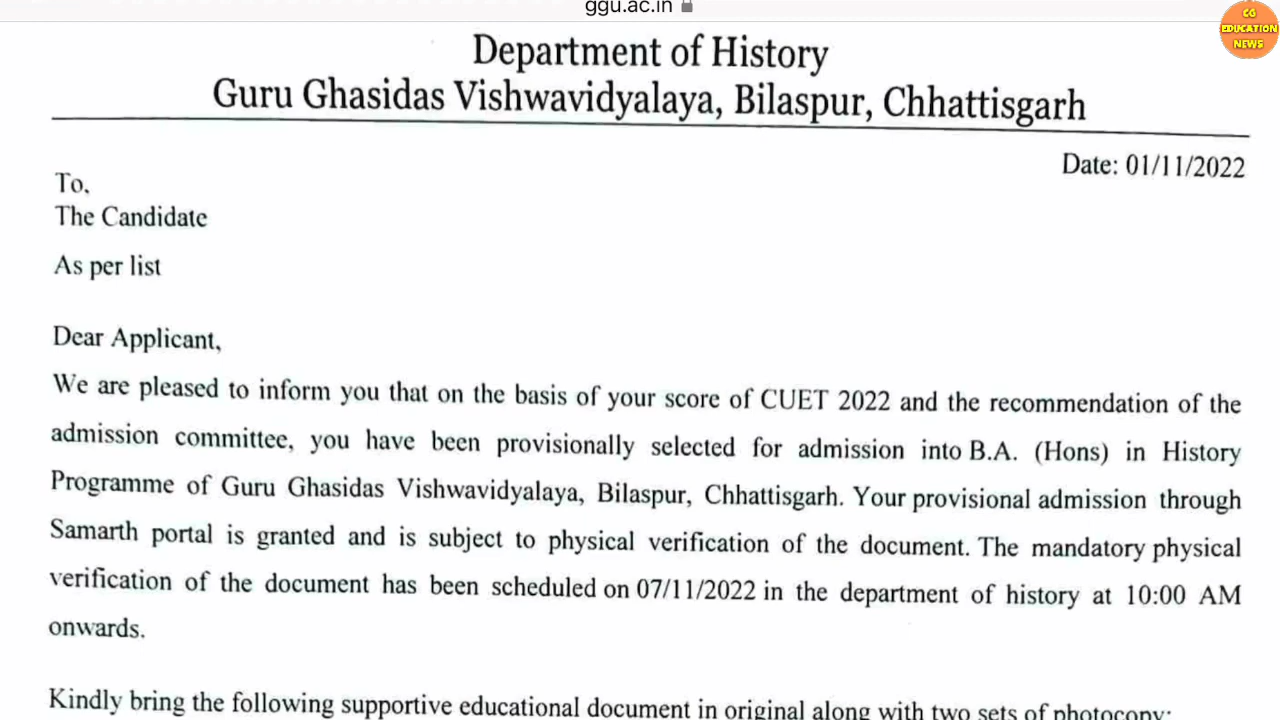 ggu.ac.in
CG
EDUCATION
NEWS
Department of History
Guru Ghasidas Vishwavidyalaya, Bilaspur, Chhattisgarh
Date: 01/11/2022
To,
The Candidate
As per list
Dear Applicant,
We are pleased to inform you that on the basis of your score of CUET 2022 and the recommendation of the
admission committee, you have been provisionally selected for admission into B.A. (Hons) in History
Programme of Guru Ghasidas Vishwavidyalaya, Bilaspur, Chhattisgarh. Your provisional admission through
Samarth portal is granted and is subject to physical verification of the document. The mandatory physical
verification of the document has been scheduled on 07/11/2022 in the department of history at 10:00 AM
onwards.
Kindly bring the following supportive educational document in original along with two sets of photocopy: